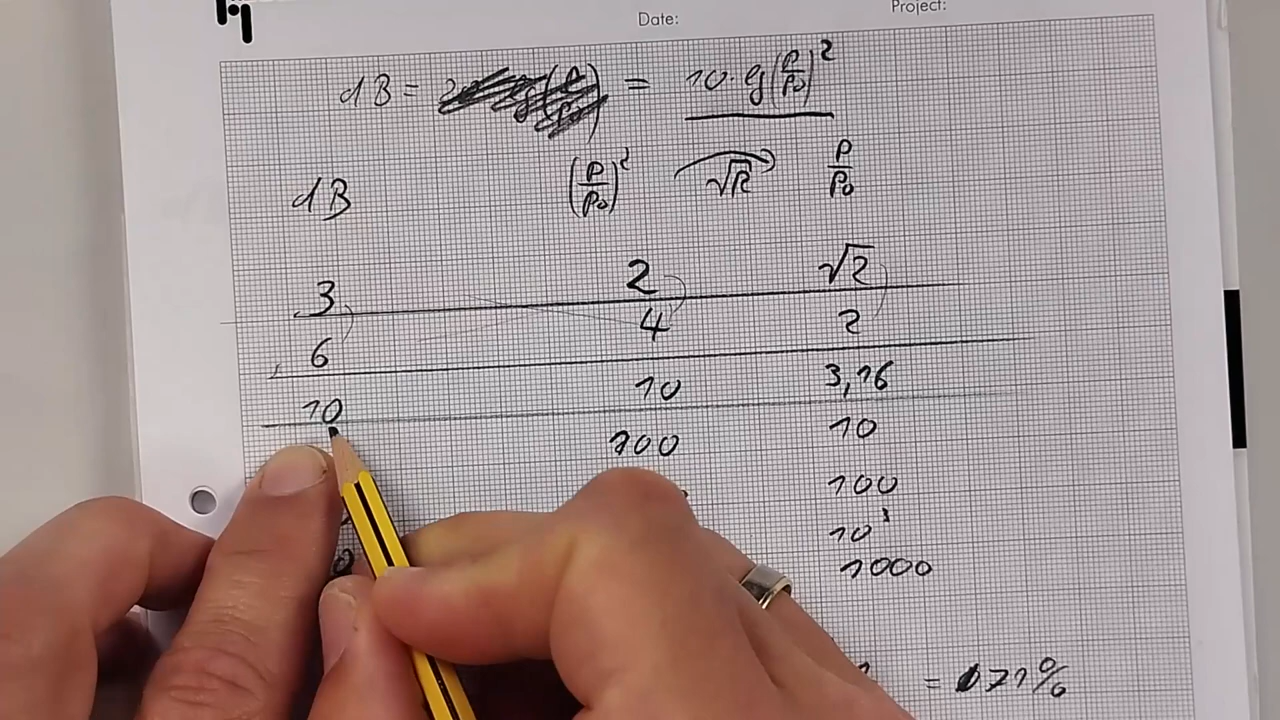 Date: Project:
dB = = 10 · lg(p/p₀)²
dB (p/p₀)² √R p/p₀
3 2 √2
6 4 2
10 10 3,16
100 10
100
10³
0 1000
= 71%